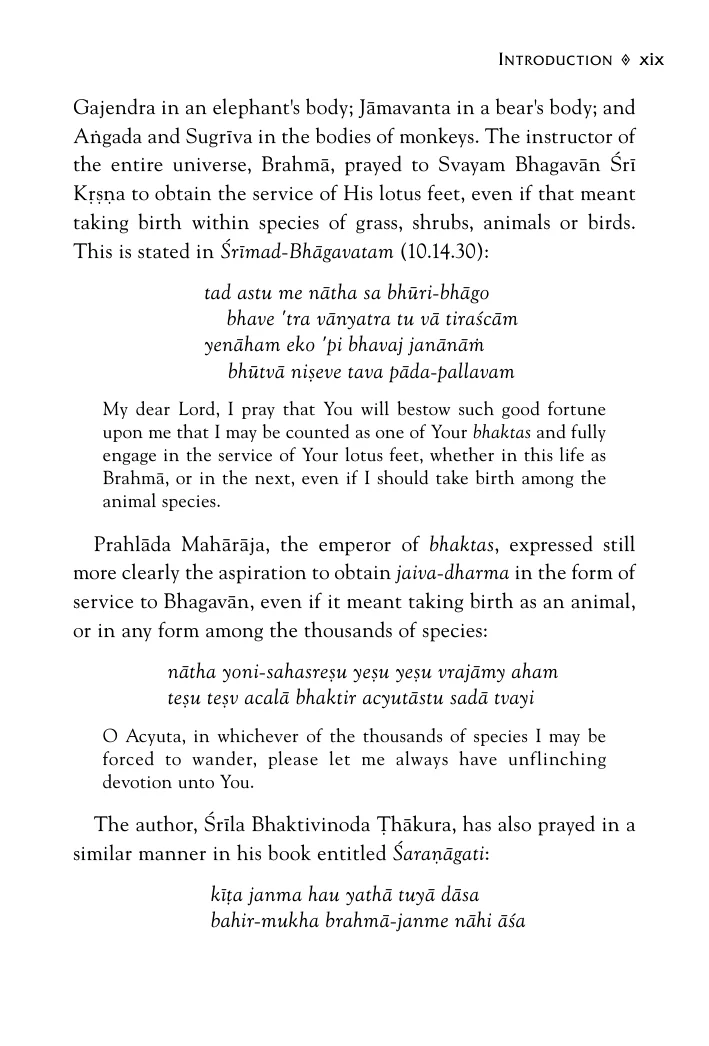 INTRODUCTION ◊ xix
Gajendra in an elephant's body; Jāmavanta in a bear's body; and
Aṅgada and Sugrīva in the bodies of monkeys. The instructor of
the entire universe, Brahmā, prayed to Svayam Bhagavān Śrī
Kṛṣṇa to obtain the service of His lotus feet, even if that meant
taking birth within species of grass, shrubs, animals or birds.
This is stated in Śrīmad-Bhāgavatam (10.14.30):
tad astu me nātha sa bhūri-bhāgo
bhave 'tra vānyatra tu vā tiraścām
yenāham eko 'pi bhavaj janānāṁ
bhūtvā niṣeve tava pāda-pallavam
My dear Lord, I pray that You will bestow such good fortune
upon me that I may be counted as one of Your bhaktas and fully
engage in the service of Your lotus feet, whether in this life as
Brahmā, or in the next, even if I should take birth among the
animal species.
Prahlāda Mahārāja, the emperor of bhaktas, expressed still
more clearly the aspiration to obtain jaiva-dharma in the form of
service to Bhagavān, even if it meant taking birth as an animal,
or in any form among the thousands of species:
nātha yoni-sahasreṣu yeṣu yeṣu vrajāmy aham
teṣu teṣv acalā bhaktir acyutāstu sadā tvayi
O Acyuta, in whichever of the thousands of species I may be
forced to wander, please let me always have unflinching
devotion unto You.
The author, Śrīla Bhaktivinoda Ṭhākura, has also prayed in a
similar manner in his book entitled Śaraṇāgati:
kīṭa janma hau yathā tuyā dāsa
bahir-mukha brahmā-janme nāhi āśa